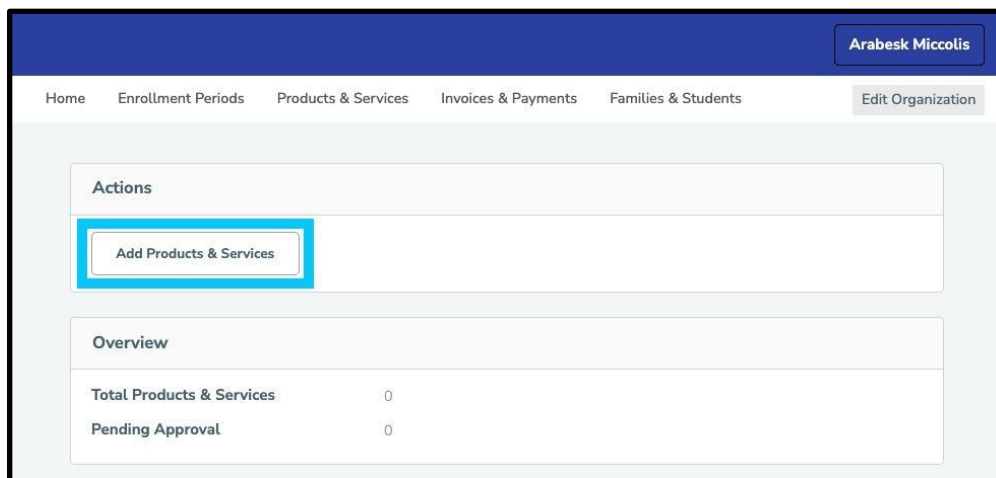 Arabesk Miccolis
Home Enrollment Periods Products & Services Invoices & Payments Families & Students Edit Organization
Actions
Add Products & Services
Overview
Total Products & Services 0
Pending Approval 0